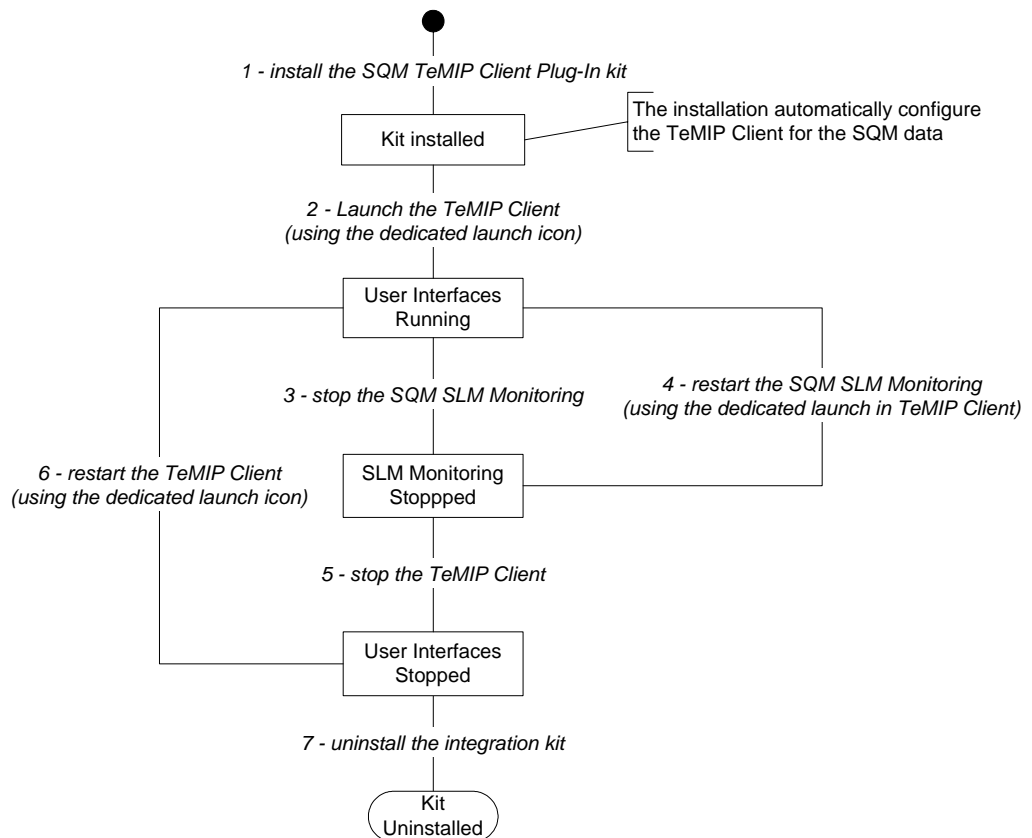 1 - install the SQM TeMIP Client Plug-In kit
The installation automatically configure
the TeMIP Client for the SQM data
Kit installed
2 - Launch the TeMIP Client
(using the dedicated launch icon)
User Interfaces
Running
3 - stop the SQM SLM Monitoring
4 - restart the SQM SLM Monitoring
(using the dedicated launch in TeMIP Client)
6 - restart the TeMIP Client
(using the dedicated launch icon)
SLM Monitoring
Stoppped
5 - stop the TeMIP Client
User Interfaces
Stopped
7 - uninstall the integration kit
Kit
Uninstalled